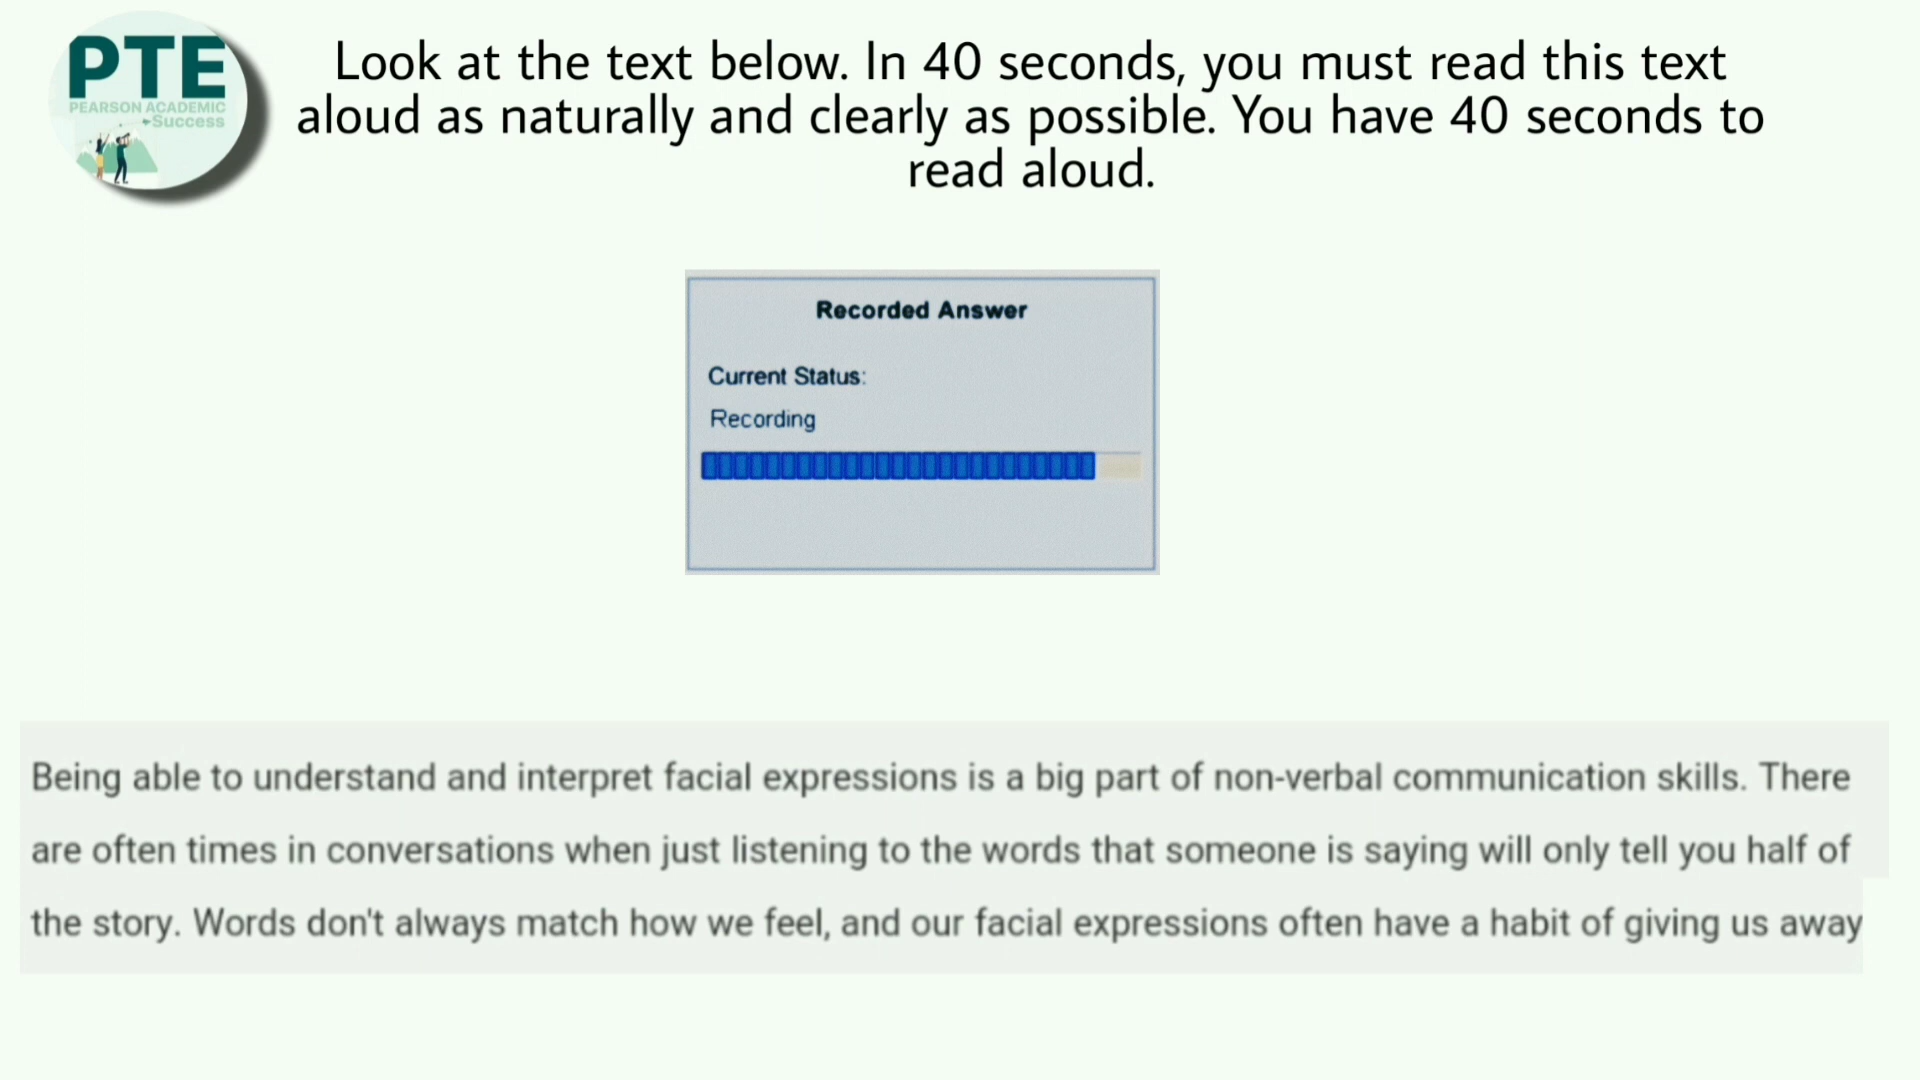 PTE
PEARSON ACADEMIC
Success
Look at the text below. In 40 seconds, you must read this text
aloud as naturally and clearly as possible. You have 40 seconds to
read aloud.
Recorded Answer
Current Status:
Recording
Being able to understand and interpret facial expressions is a big part of non-verbal communication skills. There
are often times in conversations when just listening to the words that someone is saying will only tell you half of
the story. Words don't always match how we feel, and our facial expressions often have a habit of giving us away